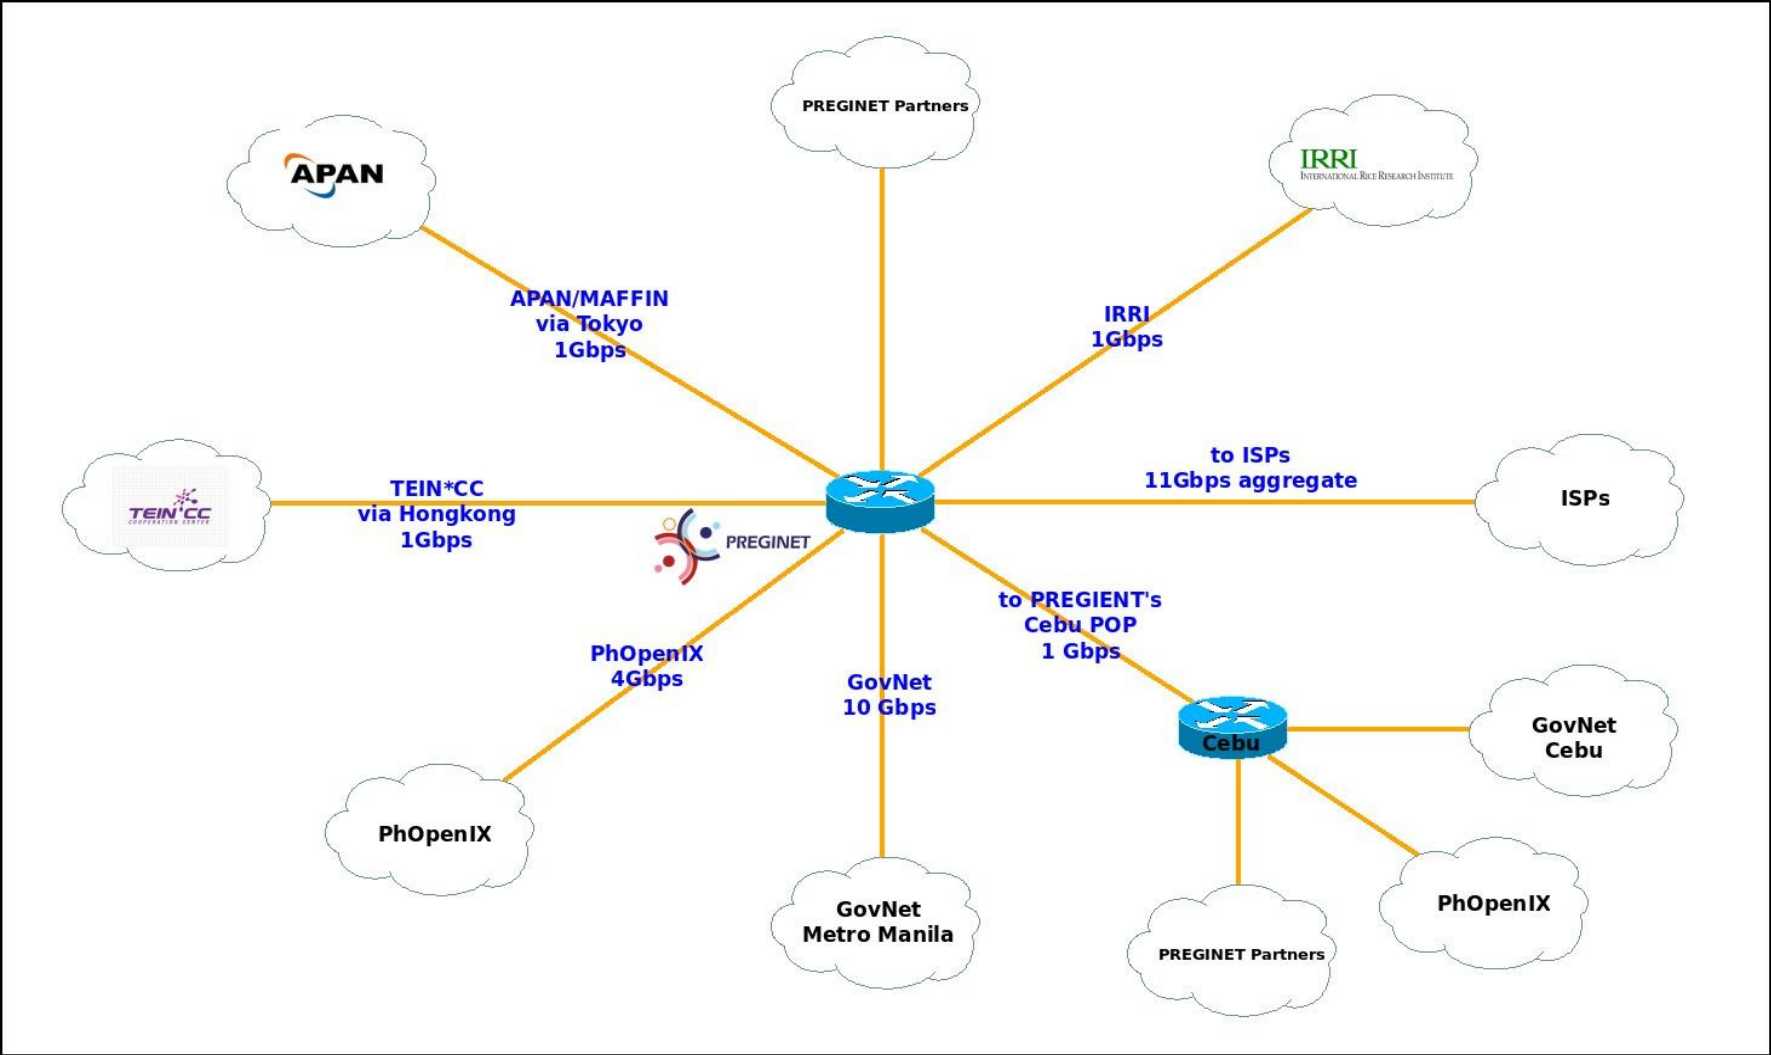 PREGINET Partners
APAN
IRRI
INTERNATIONAL RICE RESEARCH INSTITUTE
APAN/MAFFIN
via Tokyo
1Gbps
IRRI
1Gbps
to ISPs
11Gbps aggregate
ISPs
TEIN*CC
COOPERATION CENTER
TEIN*CC
via Hongkong
1Gbps
PREGINET
to PREGIENT's
Cebu POP
1 Gbps
PhOpenIX
4Gbps
GovNet
10 Gbps
Cebu
GovNet
Cebu
PhOpenIX
GovNet
Metro Manila
PhOpenIX
PREGINET Partners